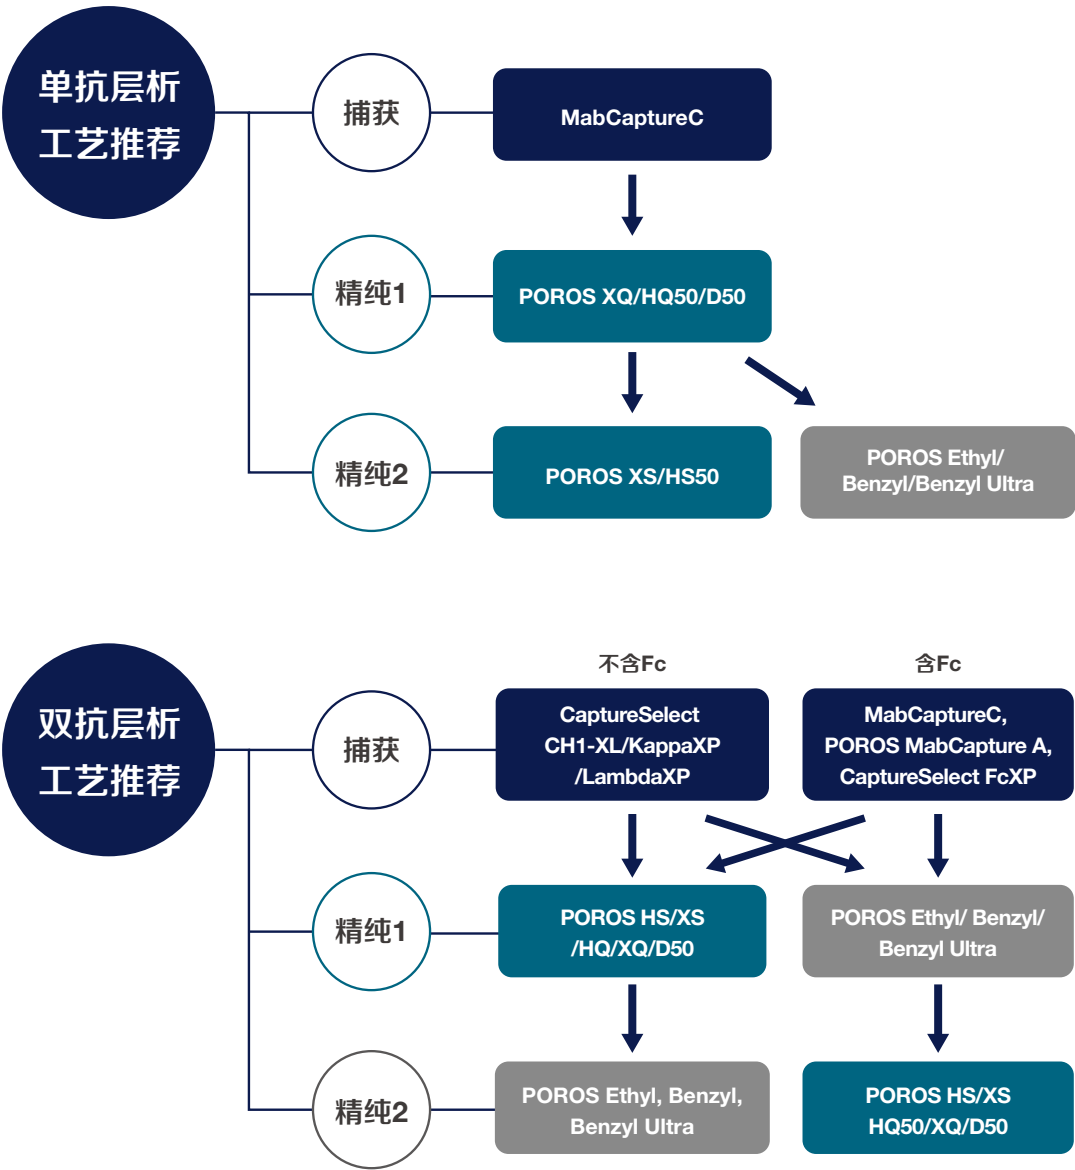 单抗层析
工艺推荐
捕获
MabCaptureC
精纯1
POROS XQ/HQ50/D50
精纯2
POROS XS/HS50
POROS Ethyl/
Benzyl/Benzyl Ultra
双抗层析
工艺推荐
不含Fc
含Fc
捕获
CaptureSelect
CH1-XL/KappaXP
/LambdaXP
MabCaptureC,
POROS MabCapture A,
CaptureSelect FcXP
精纯1
POROS HS/XS
/HQ/XQ/D50
POROS Ethyl/ Benzyl/
Benzyl Ultra
精纯2
POROS Ethyl, Benzyl,
Benzyl Ultra
POROS HS/XS
HQ50/XQ/D50